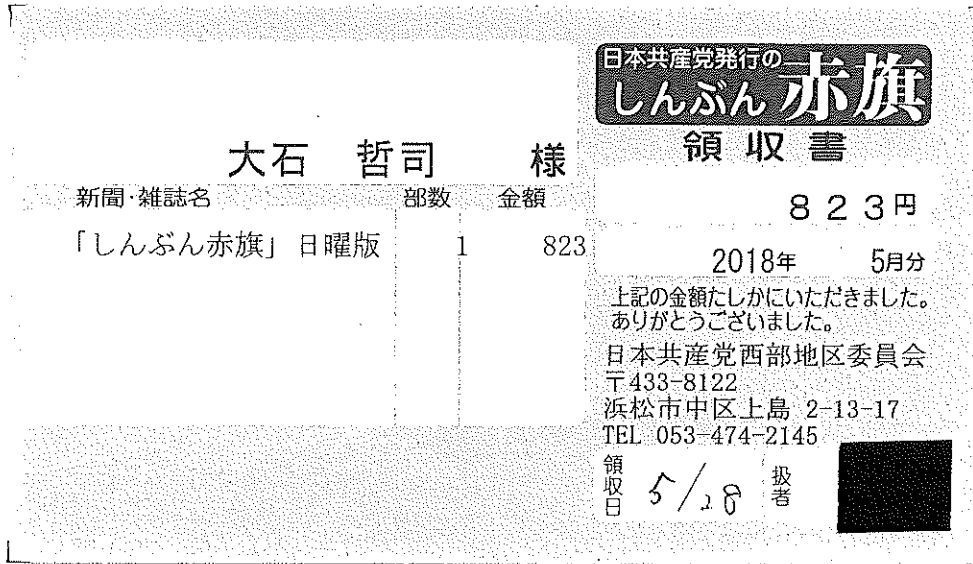 日本共産党発行の
しんぶん赤旗
領収書
大石 哲司 様
新聞・雑誌名 部数 金額
「しんぶん赤旗」日曜版 1 823
823円
2018年 5月分
上記の金額たしかにいただきました。
ありがとうございました。
日本共産党西部地区委員会
〒433-8122
浜松市中区上島 2-13-17
TEL 053-474-2145
領収日 5/28 扱者